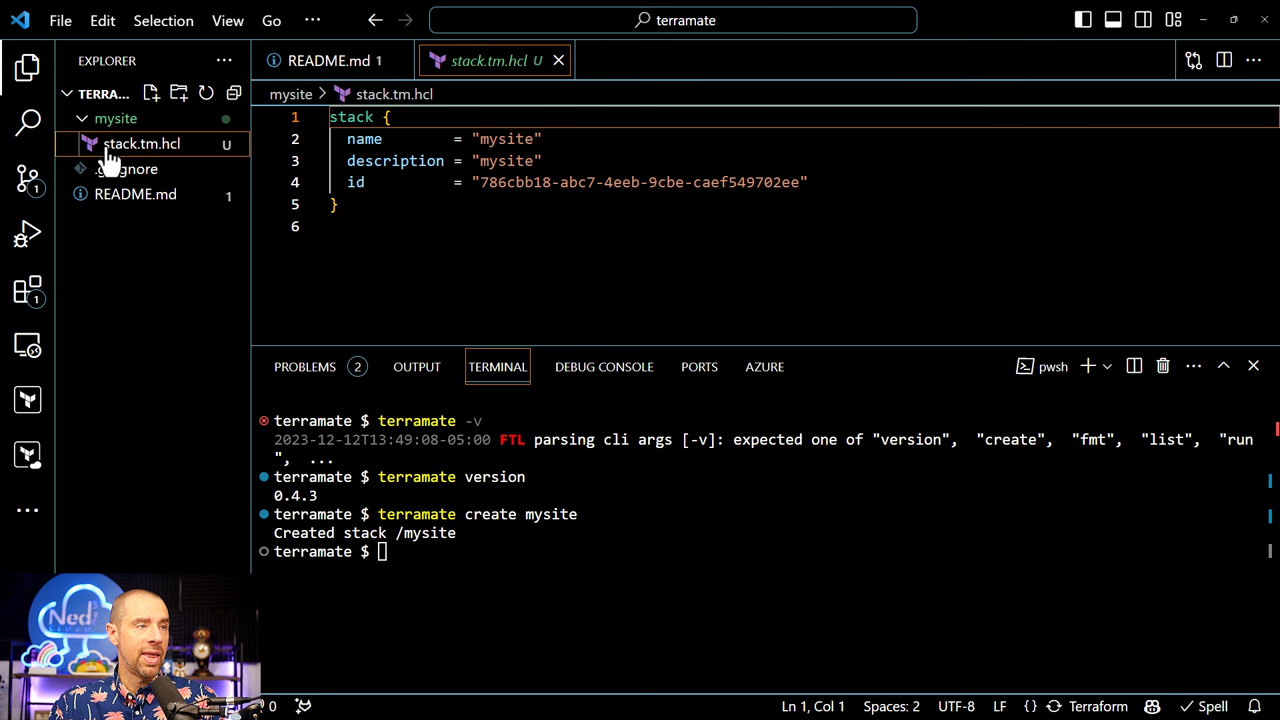 File Edit Selection View Go ··· terramate
EXPLORER ···
TERRA...
mysite
stack.tm.hcl U
README.md 1
README.md 1
stack.tm.hcl U
mysite > stack.tm.hcl
1 stack {
2 name = "mysite"
3 description = "mysite"
4 id = "786cbb18-abc7-4eeb-9cbe-caef549702ee"
5 }
6
PROBLEMS 2 OUTPUT TERMINAL DEBUG CONSOLE PORTS AZURE pwsh
terramate $ terramate -v
2023-12-12T13:49:08-05:00 FTL parsing cli args [-v]: expected one of "version", "create", "fmt", "list", "run
", ...
terramate $ terramate version
0.4.3
terramate $ terramate create mysite
Created stack /mysite
terramate $
1
1
Ned
0
Ln 1, Col 1 Spaces: 2 UTF-8 LF {} Terraform Spell